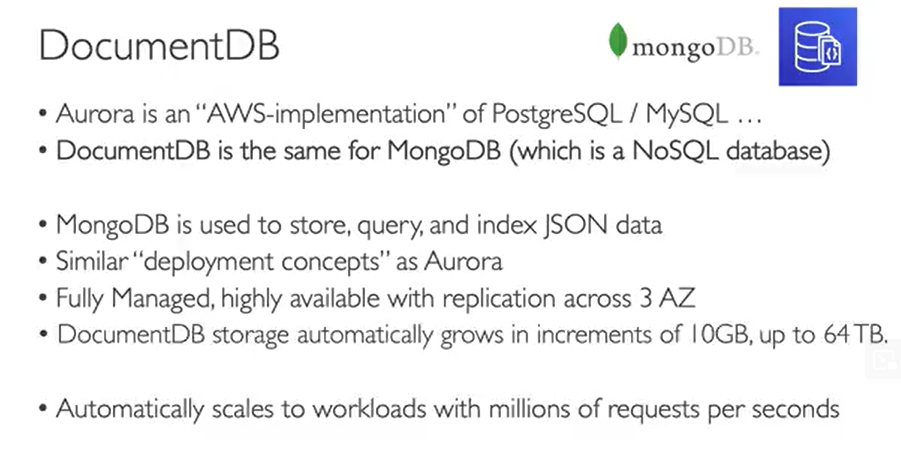 DocumentDB
mongoDB.
• Aurora is an “AWS-implementation” of PostgreSQL / MySQL …
• DocumentDB is the same for MongoDB (which is a NoSQL database)
• MongoDB is used to store, query, and index JSON data
• Similar “deployment concepts” as Aurora
• Fully Managed, highly available with replication across 3 AZ
• DocumentDB storage automatically grows in increments of 10GB, up to 64 TB.
• Automatically scales to workloads with millions of requests per seconds